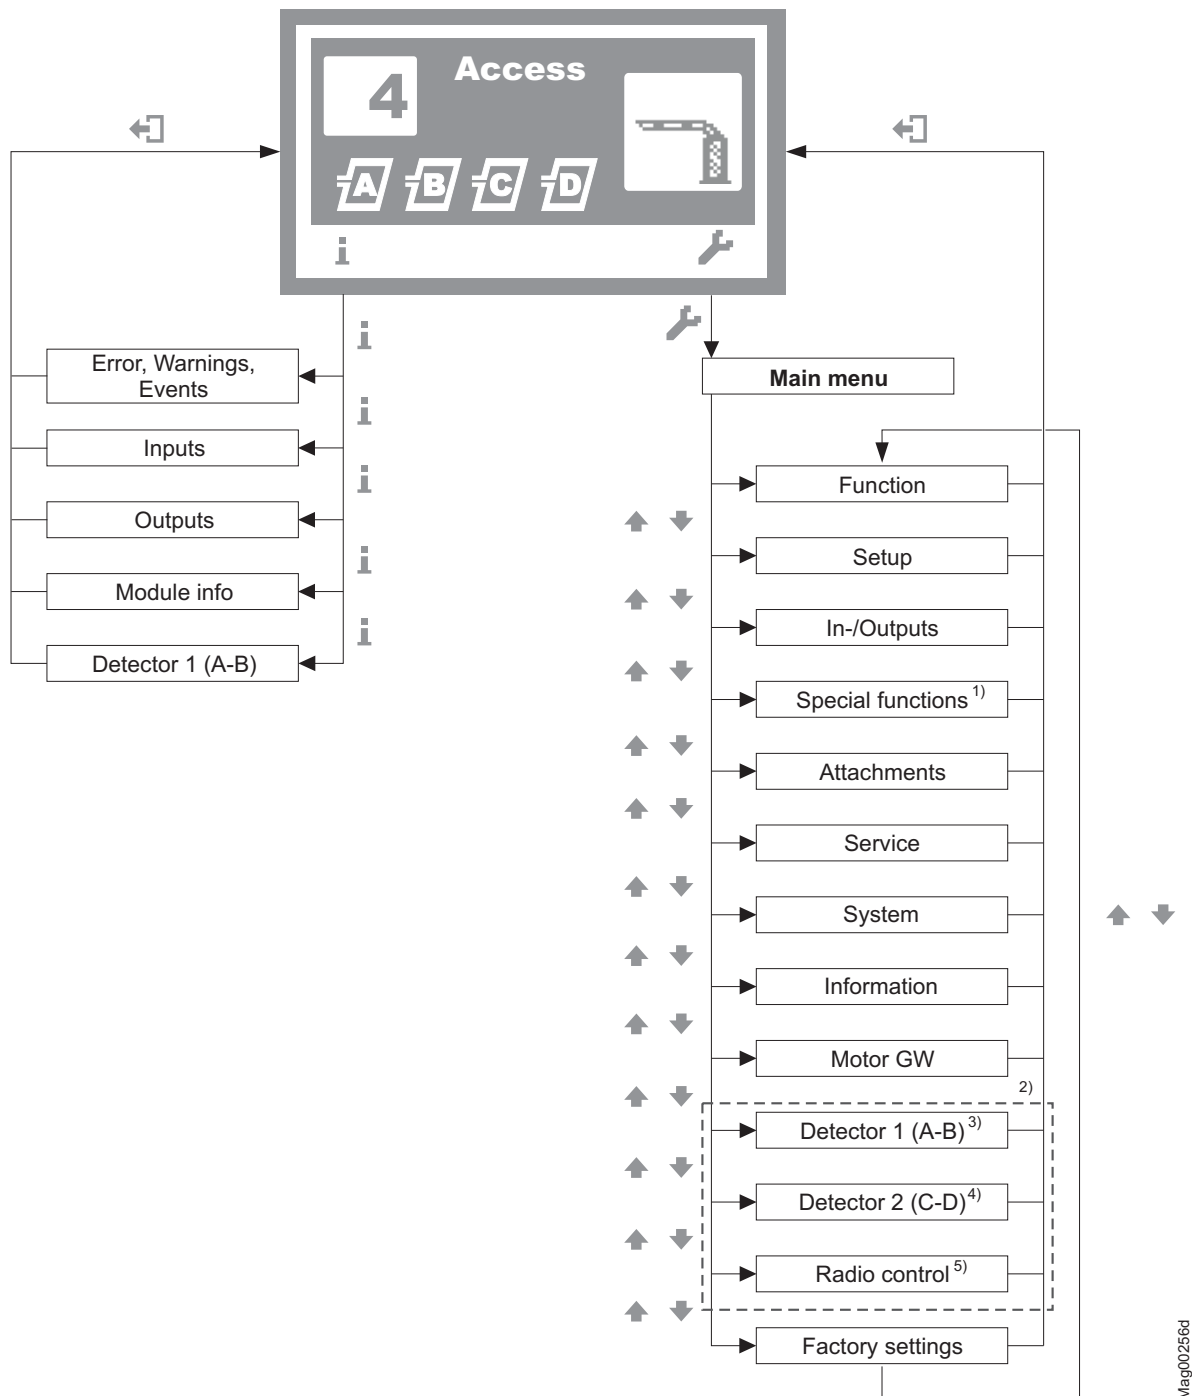 4
Access
A B C D
i
i
Error, Warnings,
Events
i
Inputs
i
Outputs
i
Module info
i
Detector 1 (A-B)
Main menu
Function
Setup
In-/Outputs
Special functions 1)
Attachments
Service
System
Information
Motor GW
2)
Detector 1 (A-B) 3)
Detector 2 (C-D) 4)
Radio control 5)
Factory settings
Mag00256d